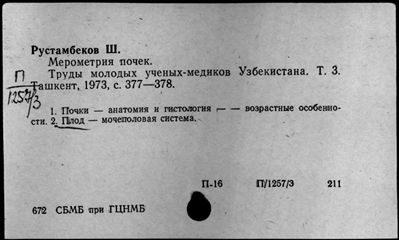 Рустамбеков Ш.
Мерометрия почек.
Труды молодых ученых-медиков Узбекистана. Т. 3.
Ташкент, 1973, с. 377—378.
П
1257/3
1. Почки — анатомия и гистология — — возрастные особенно-
сти. 2. Плод — мочеполовая система.
П-16 П/1257/3 211
672 СБМБ при ГЦНМБ